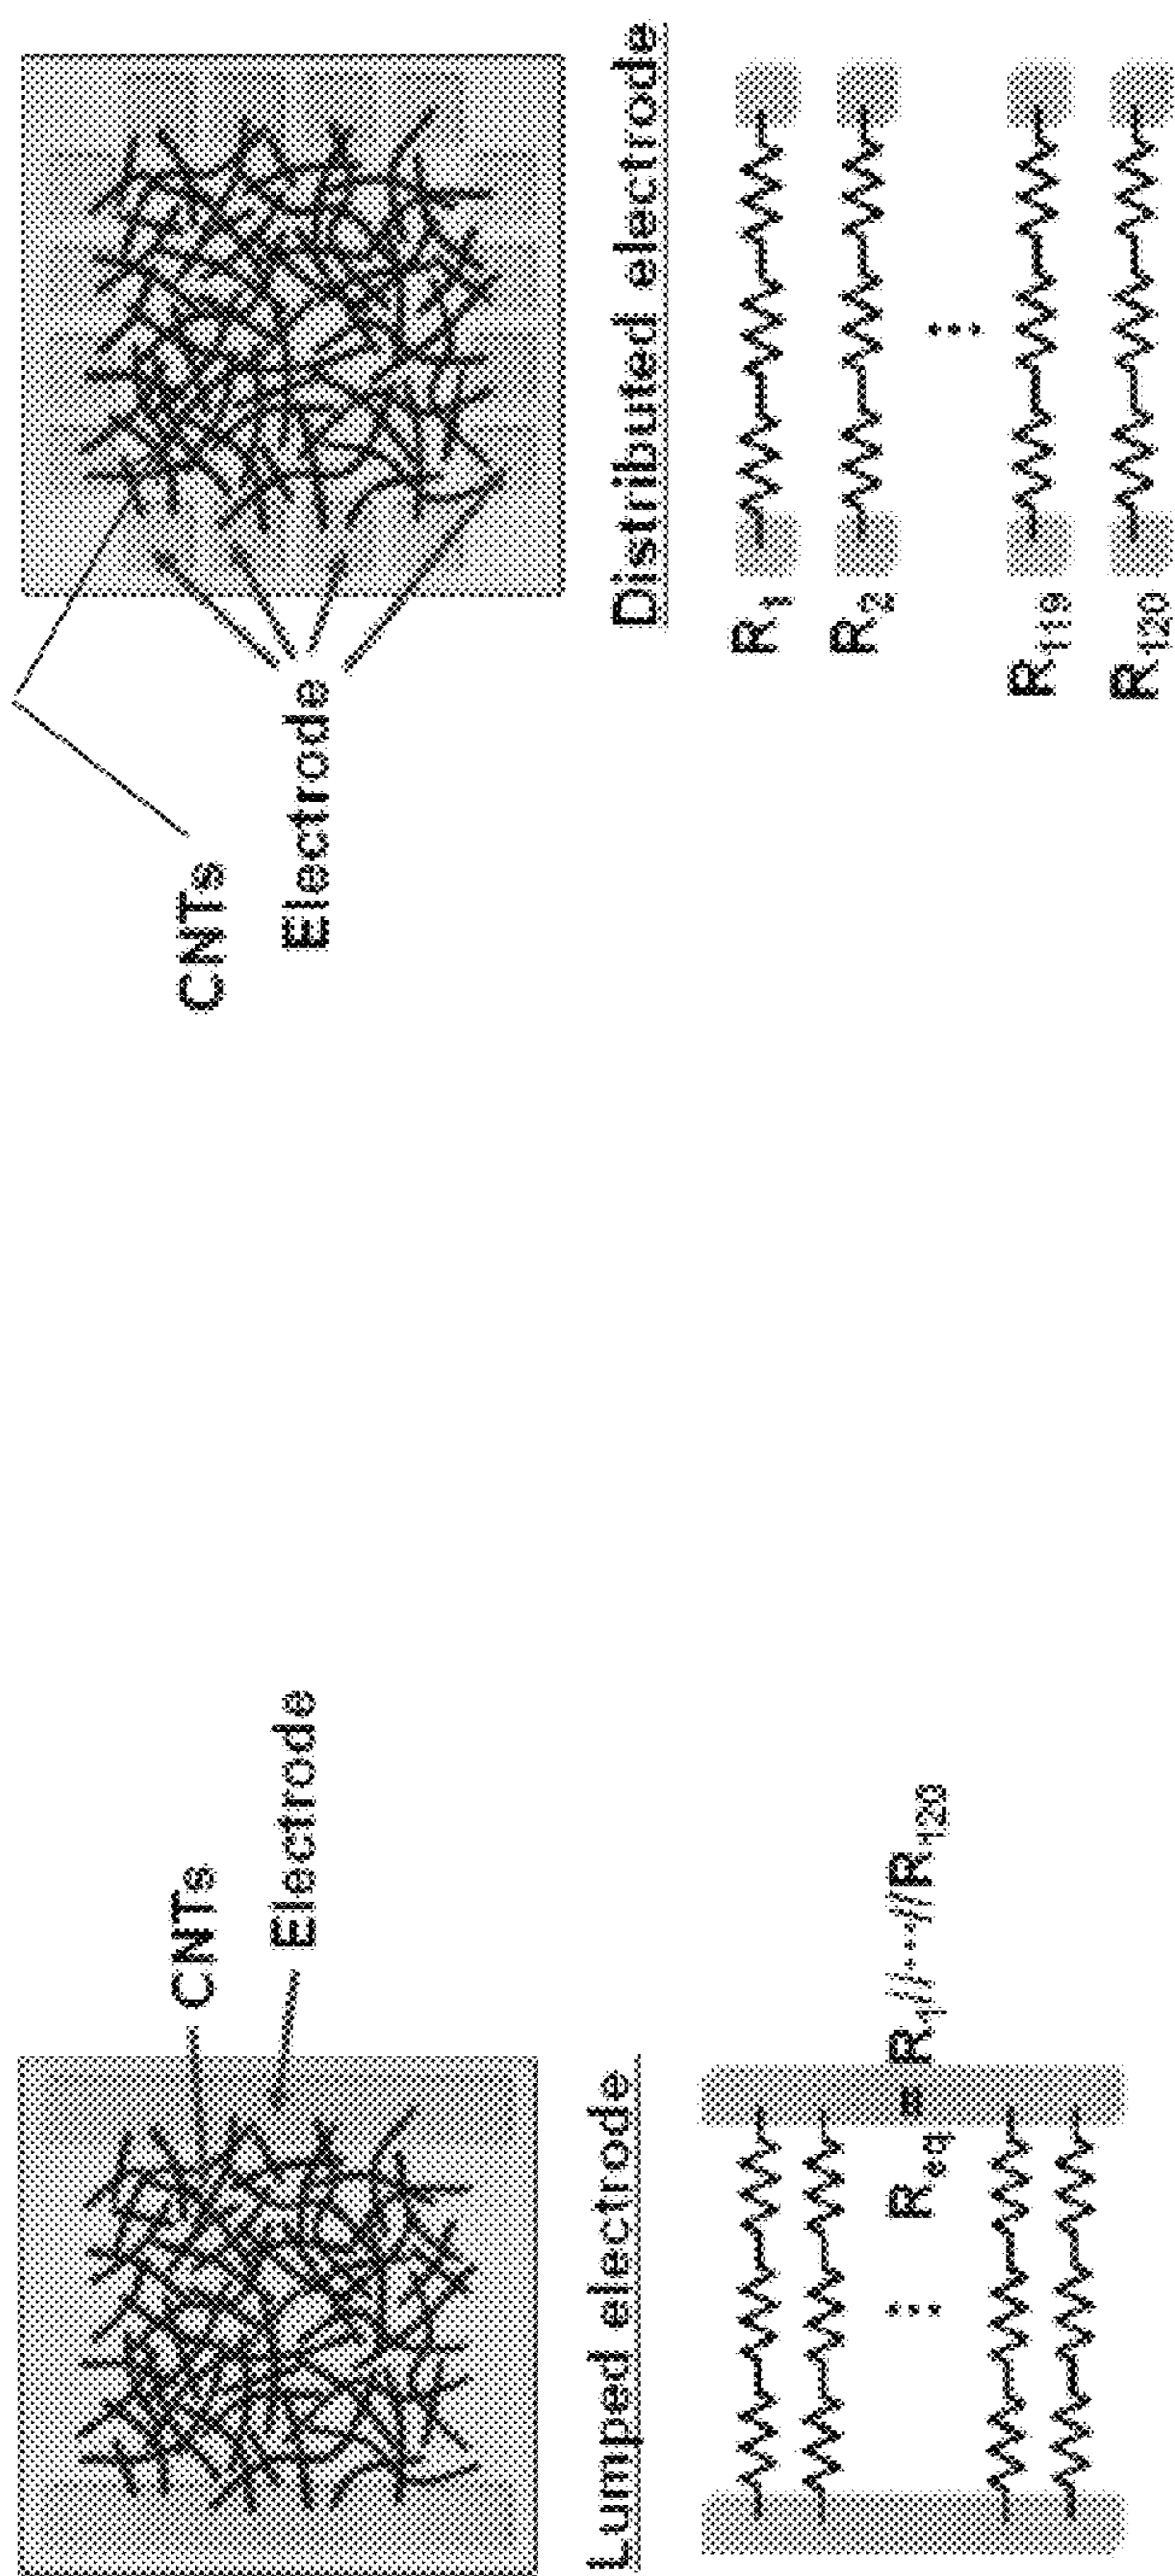 CNTs
Electrode
Lumped electrode
R_eq = R_1//···//R_120
CNTs
Electrode
Distributed electrode
R_1
R_2
⋮
R_119
R_120